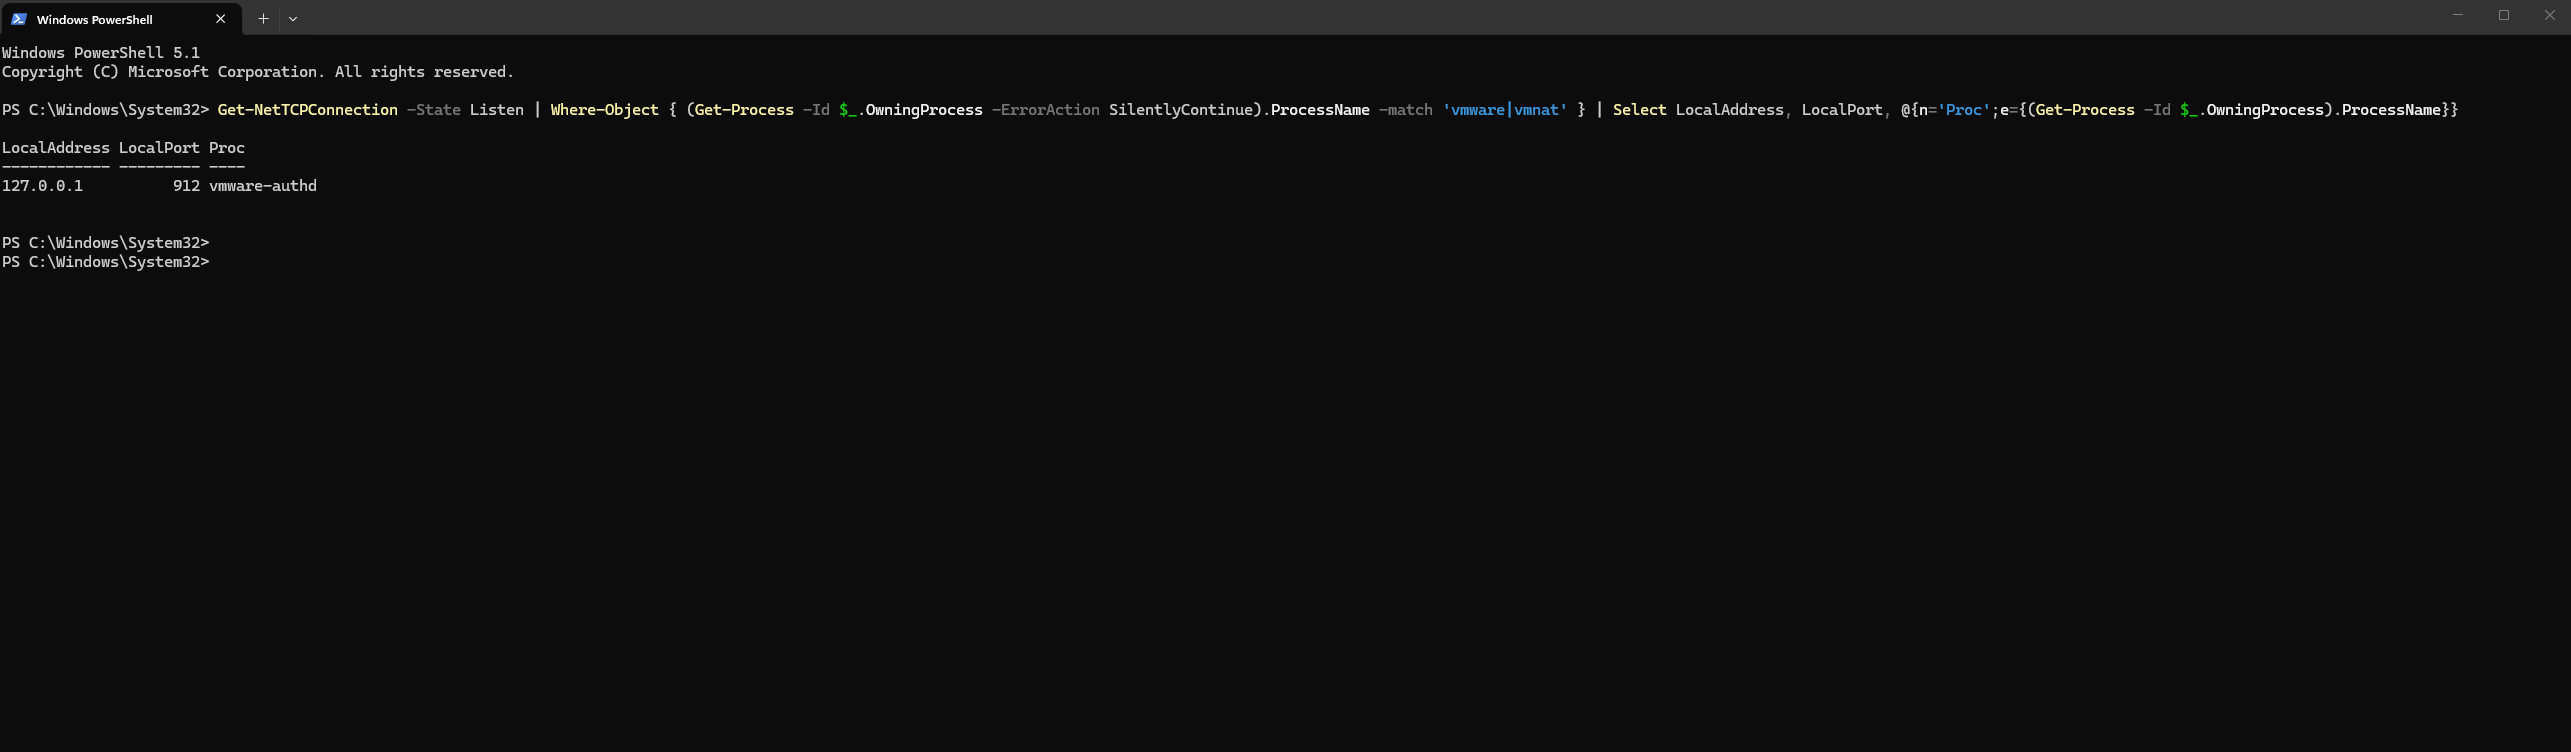 Windows PowerShell
Windows PowerShell 5.1
Copyright (C) Microsoft Corporation. All rights reserved.
PS C:\Windows\System32> Get-NetTCPConnection -State Listen | Where-Object { (Get-Process -Id $_.OwningProcess -ErrorAction SilentlyContinue).ProcessName -match 'vmware|vmnat' } | Select LocalAddress, LocalPort, @{n='Proc';e={(Get-Process -Id $_.OwningProcess).ProcessName}}
LocalAddress LocalPort Proc
------------ --------- ----
127.0.0.1          912 vmware-authd
PS C:\Windows\System32>
PS C:\Windows\System32>